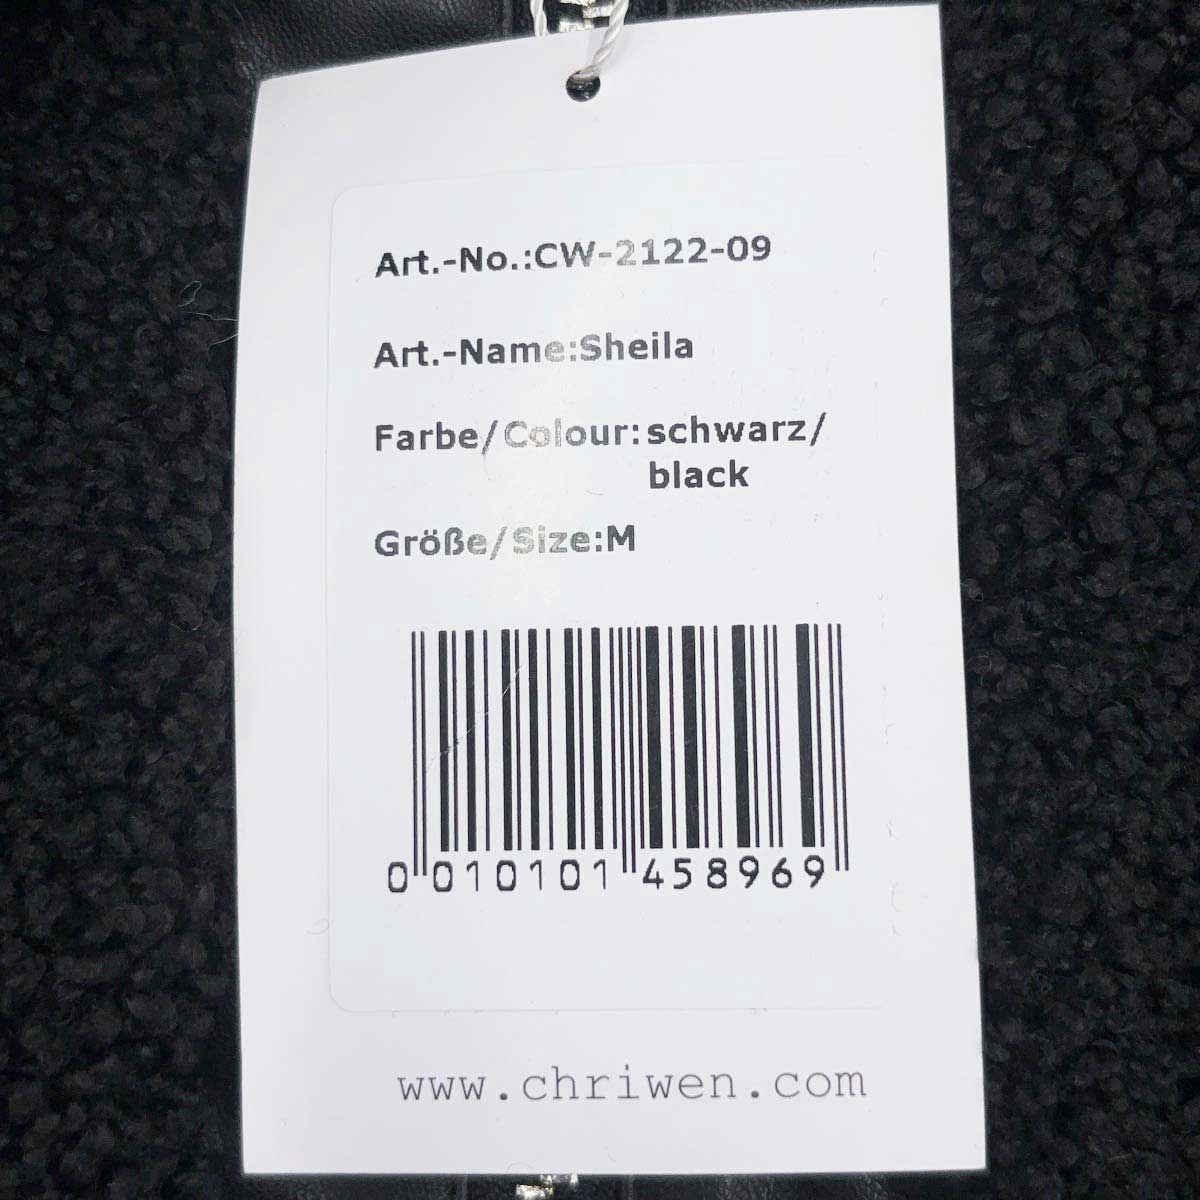 Art.-No.:CW-2122-09
Art.-Name:Sheila
Farbe/Colour:schwarz/
black
Größe/Size:M
0 010101 458969
www.chriwen.com